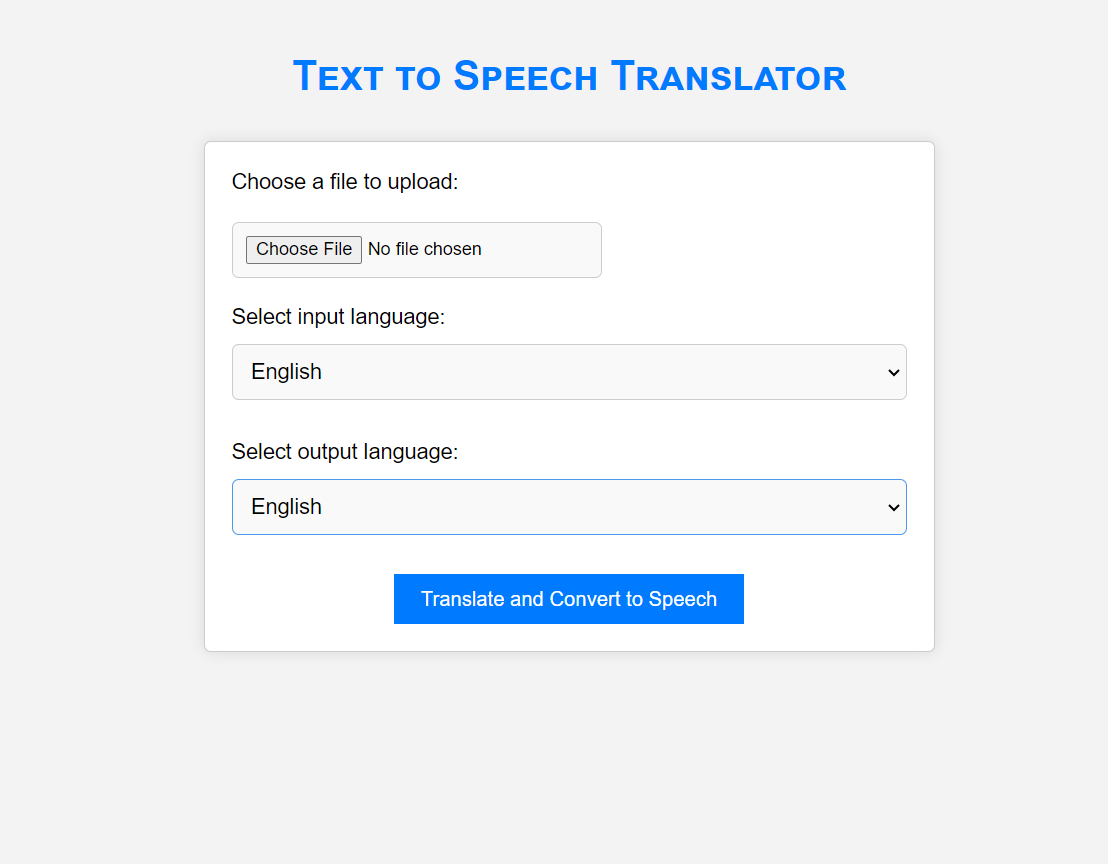 Text to Speech Translator
Choose a file to upload:
Choose File No file chosen
Select input language:
English
Select output language:
English
Translate and Convert to Speech